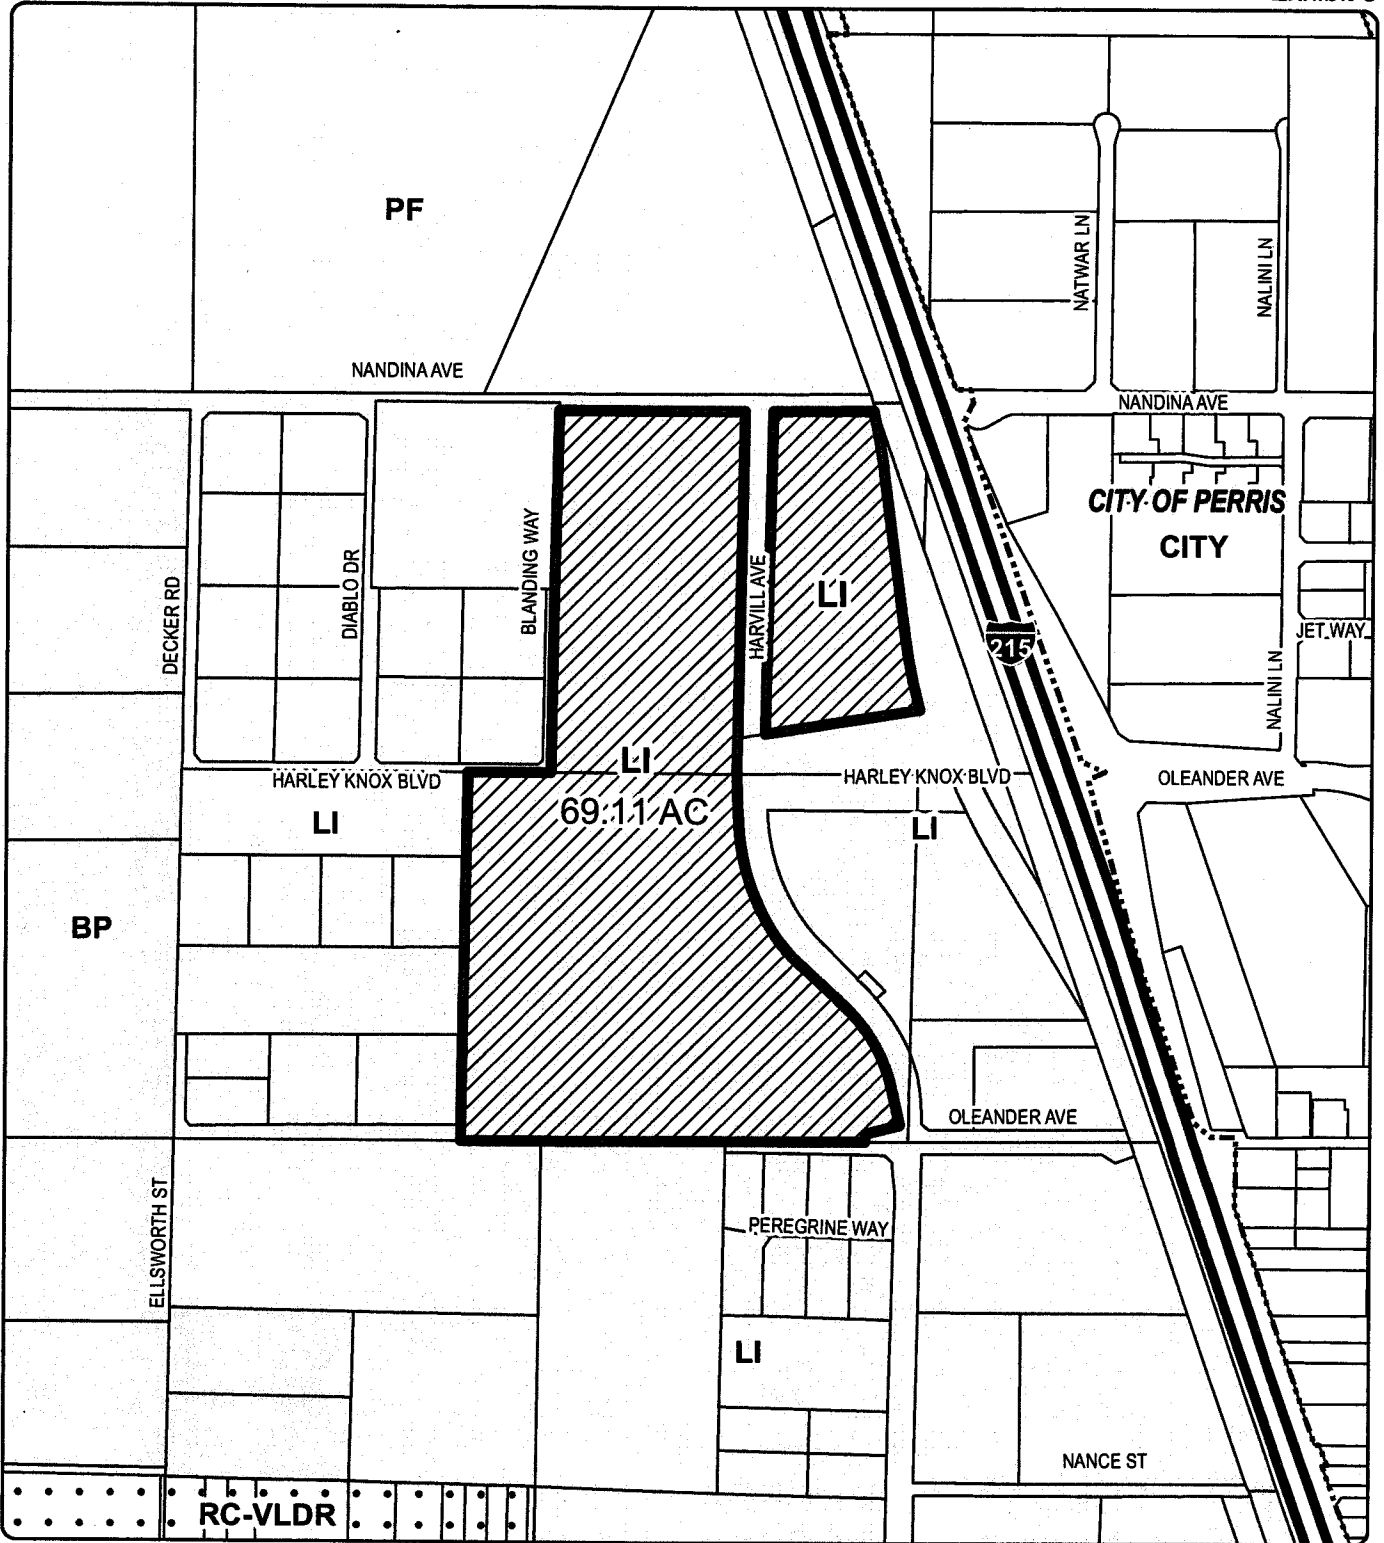 PF
NATWAR LN
NALINI LN
NANDINA AVE
NANDINA AVE
CITY OF PERRIS
CITY
BLANDING WAY
DIABLO DR
DECKER RD
HARVILL AVE
LI
215
JET WAY
NALINI LN
LI
HARLEY KNOX BLVD
HARLEY KNOX BLVD
OLEANDER AVE
69.11 AC
LI
LI
BP
OLEANDER AVE
ELLSWORTH ST
PEREGRINE WAY
LI
NANCE ST
RC-VLDR